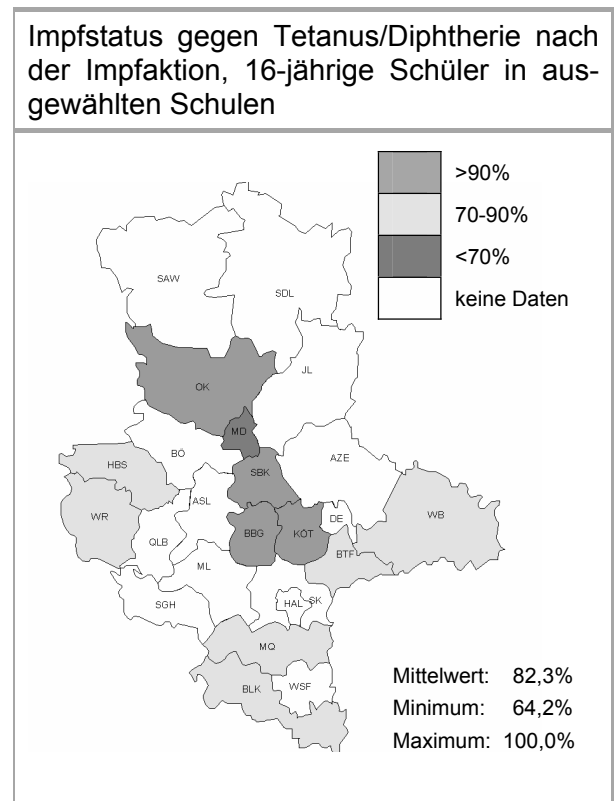 Impfstatus gegen Tetanus/Diphtherie nach
der Impfaktion, 16-jährige Schüler in aus-
gewählten Schulen
>90%
70-90%
<70%
keine Daten
SAW
SDL
JL
OK
MD
BÖ
AZE
HBS
SBK
ASL
WR
DE
WB
BBG
KÖT
QLB
BTF
ML
SGH
HAL
SK
MQ
BLK
WSF
Mittelwert: 82,3%
Minimum: 64,2%
Maximum: 100,0%